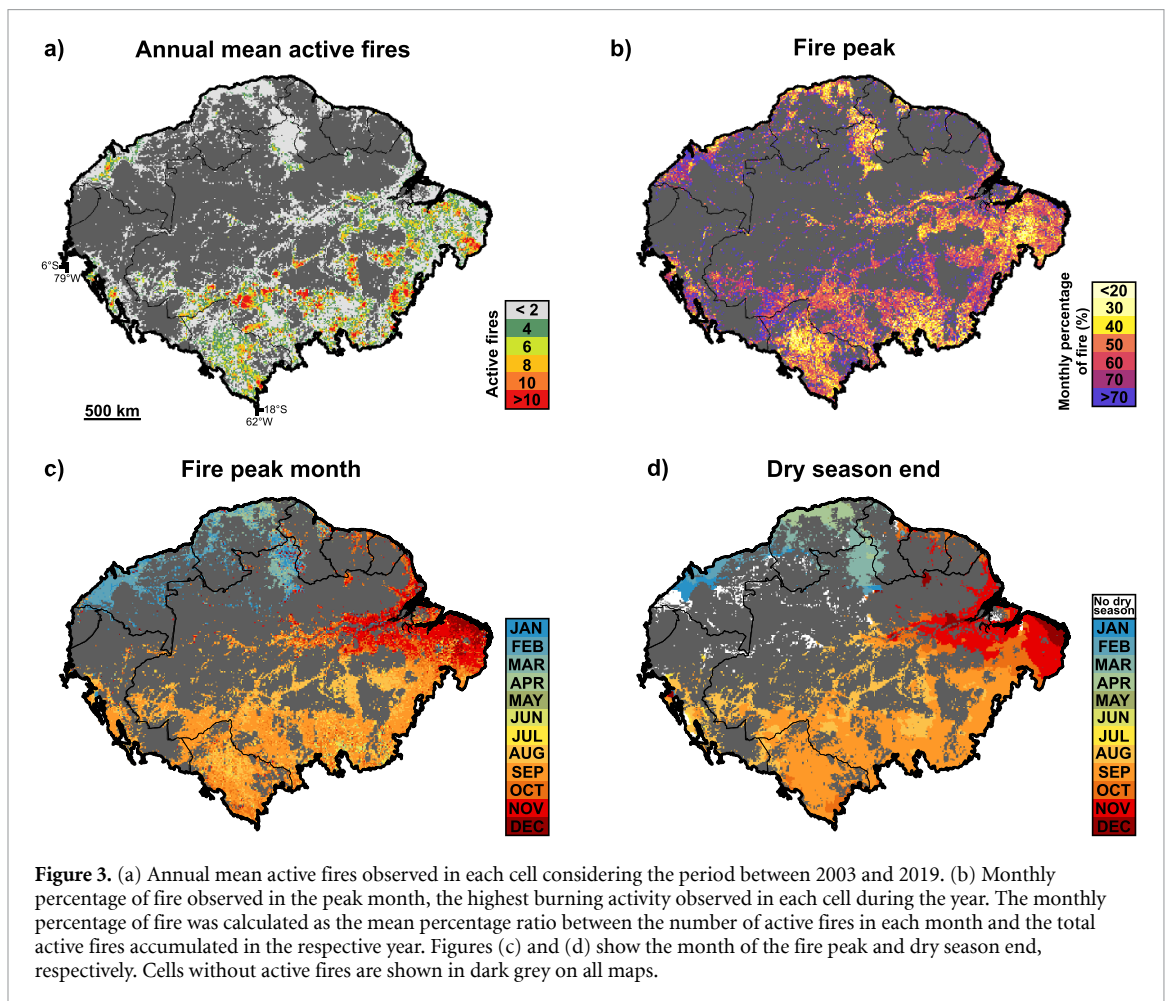 a)
Annual mean active fires
6°S
79°W
500 km
18°S
62°W
Active fires
< 2
4
6
8
10
>10
b)
Fire peak
Monthly percentage
of fire (%)
<20
30
40
50
60
70
>70
c)
Fire peak month
JAN
FEB
MAR
APR
MAY
JUN
JUL
AUG
SEP
OCT
NOV
DEC
d)
Dry season end
No dry
season
JAN
FEB
MAR
APR
MAY
JUN
JUL
AUG
SEP
OCT
NOV
DEC
Figure 3. (a) Annual mean active fires observed in each cell considering the period between 2003 and 2019. (b) Monthly
percentage of fire observed in the peak month, the highest burning activity observed in each cell during the year. The monthly
percentage of fire was calculated as the mean percentage ratio between the number of active fires in each month and the total
active fires accumulated in the respective year. Figures (c) and (d) show the month of the fire peak and dry season end,
respectively. Cells without active fires are shown in dark grey on all maps.